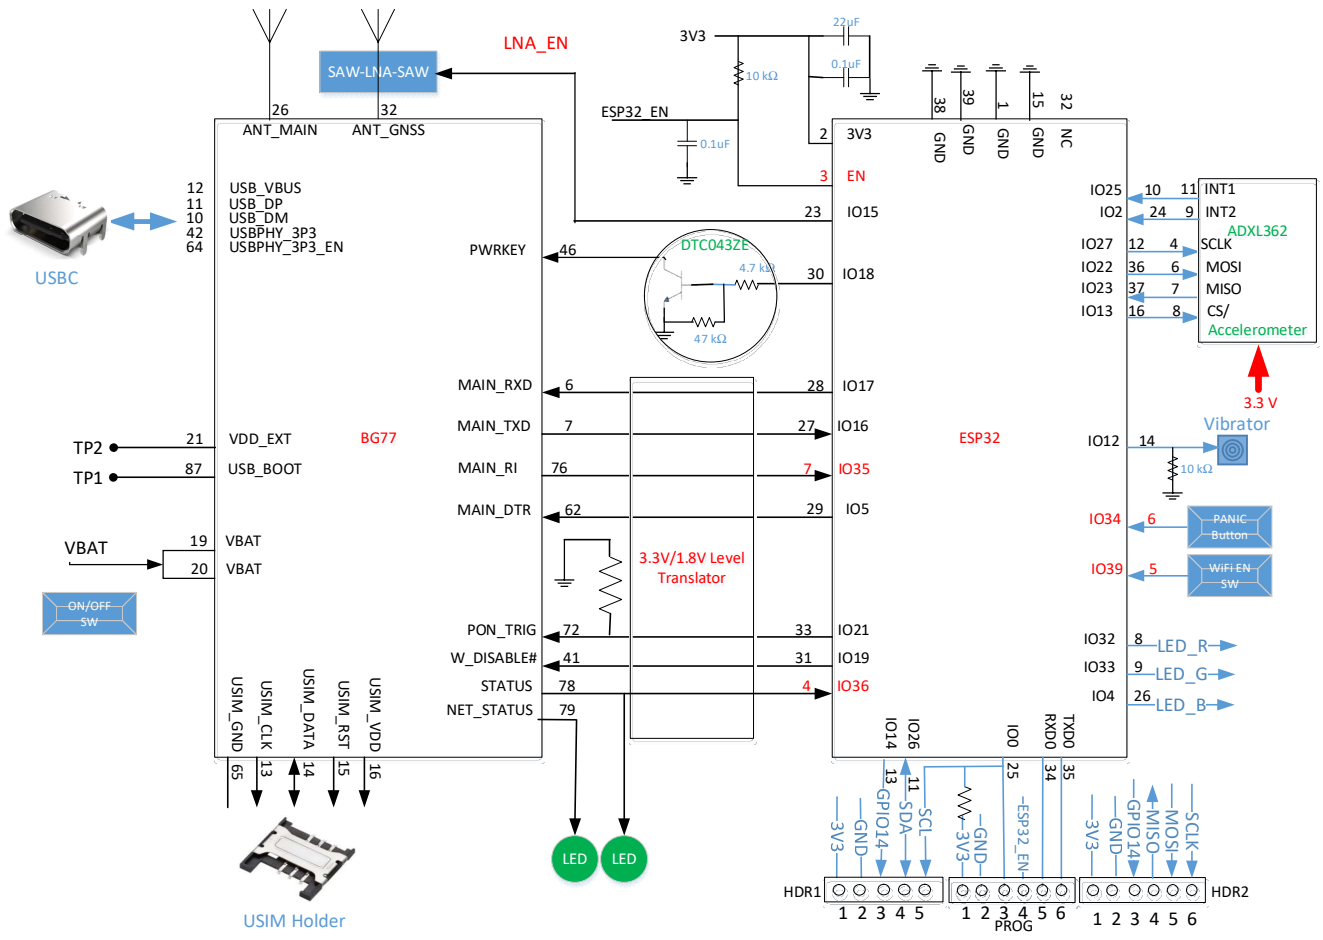 LNA_EN
3V3
22uF
0.1uF
10 kΩ
SAW-LNA-SAW
ESP32_EN
0.1uF
26
ANT_MAIN
32
ANT_GNSS
38
GND
39
GND
1
GND
15
GND
32
NC
2
3V3
3
EN
23
IO15
12
USB_VBUS
11
USB_DP
10
USB_DM
42
USBPHY_3P3
64
USBPHY_3P3_EN
USBC
PWRKEY
46
DTC043ZE
4.7 kΩ
47 kΩ
30
IO18
IO25
10
11
INT1
IO2
24
9
INT2
ADXL362
IO27
12
4
SCLK
IO22
36
6
MOSI
IO23
37
7
MISO
IO13
16
8
CS/
Accelerometer
3.3 V
MAIN_RXD
6
28
IO17
MAIN_TXD
7
27
IO16
MAIN_RI
76
7
IO35
MAIN_DTR
62
29
IO5
TP2
21
VDD_EXT
BG77
TP1
87
USB_BOOT
ESP32
IO12
14
Vibrator
10 kΩ
IO34
6
PANIC
Button
IO39
5
WiFi EN
SW
VBAT
19
VBAT
20
VBAT
ON/OFF
SW
3.3V/1.8V Level
Translator
PON_TRIG
72
33
IO21
W_DISABLE#
41
31
IO19
STATUS
78
4
IO36
NET_STATUS
79
IO32
8
LED_R
IO33
9
LED_G
IO4
26
LED_B
USIM_GND
65
USIM_CLK
13
USIM_DATA
14
USIM_RST
15
USIM_VDD
16
USIM Holder
LED
LED
IO14
13
IO26
11
IO0
25
RXD0
34
TXD0
35
3V3
GND
GPIO14
SDA
SCL
3V3
GND
ESP32_EN
3V3
GND
GPIO14
MISO
MOSI
SCLK
HDR1
1 2 3 4 5
1 2 3 4 5 6
PROG
HDR2
1 2 3 4 5 6